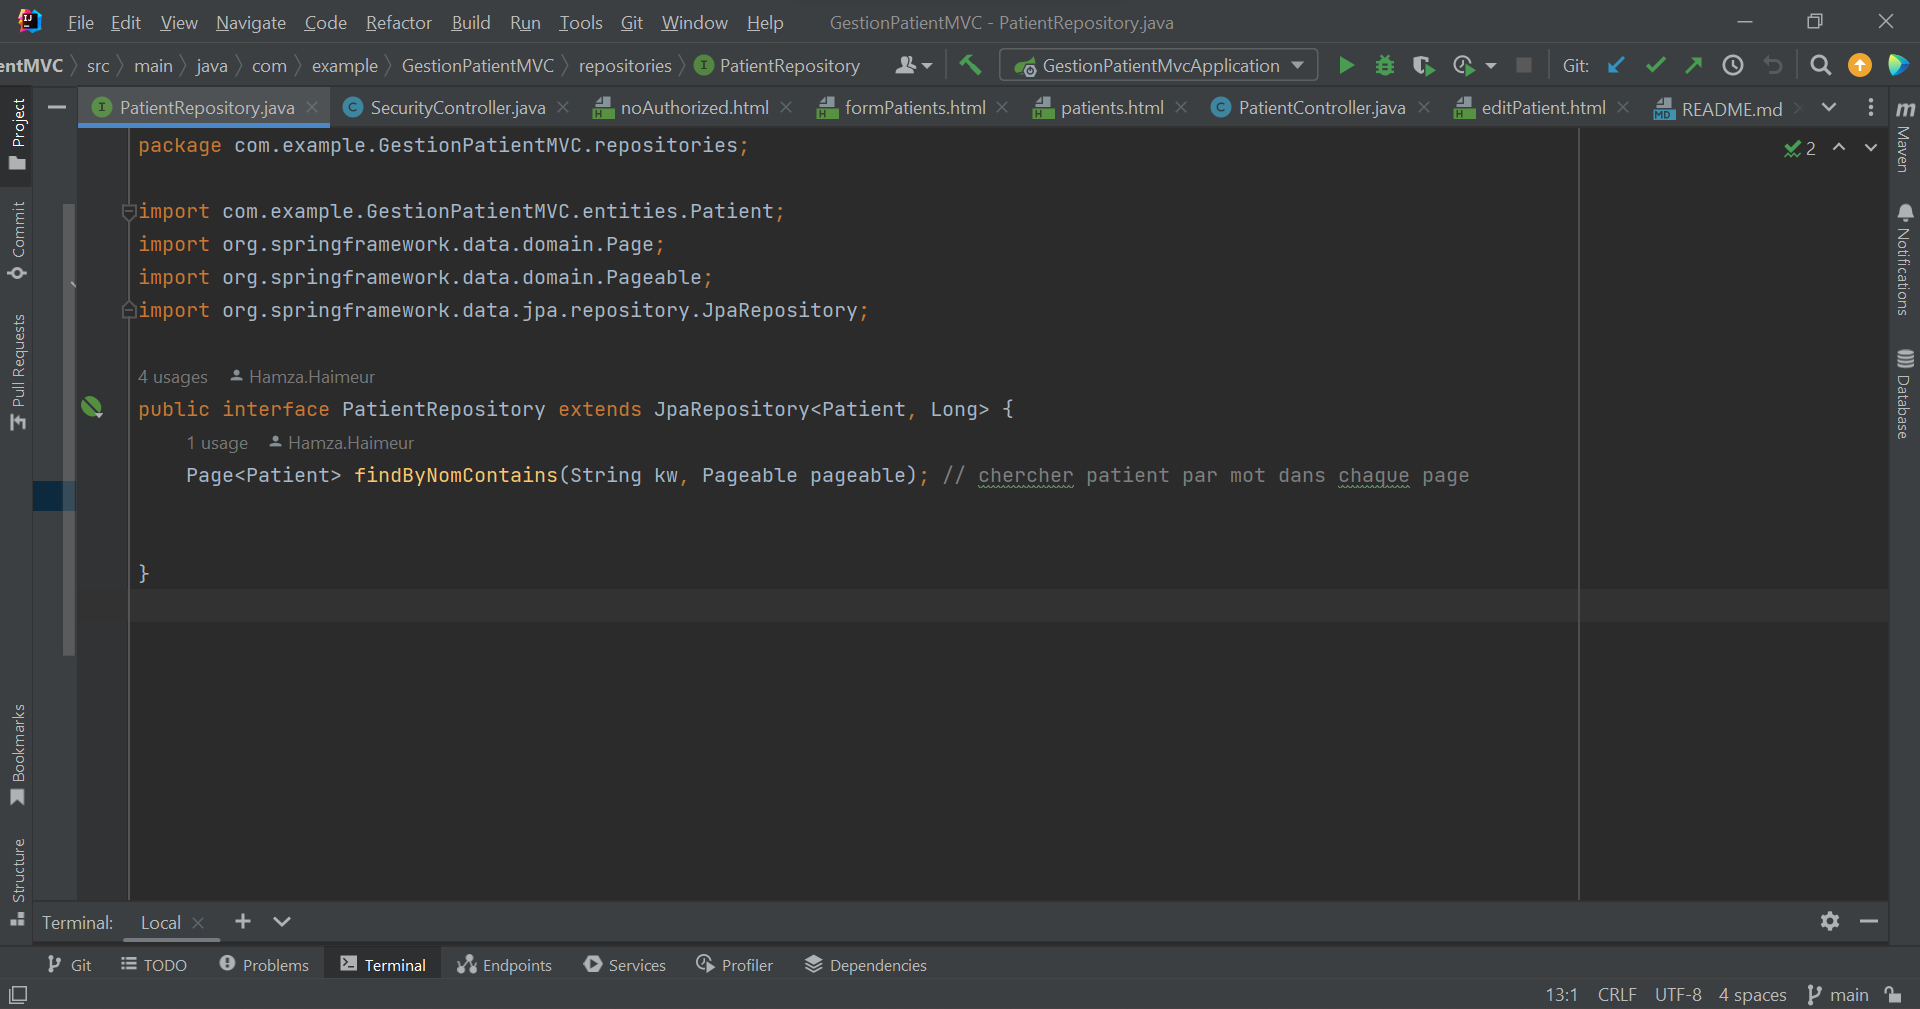 File Edit View Navigate Code Refactor Build Run Tools Git Window Help GestionPatientMVC - PatientRepository.java
entMVC src main java com example GestionPatientMVC repositories PatientRepository GestionPatientMvcApplication Git:
PatientRepository.java SecurityController.java noAuthorized.html formPatients.html patients.html PatientController.java editPatient.html README.md
package com.example.GestionPatientMVC.repositories;
2
import com.example.GestionPatientMVC.entities.Patient;
import org.springframework.data.domain.Page;
import org.springframework.data.domain.Pageable;
import org.springframework.data.jpa.repository.JpaRepository;
4 usages Hamza.Haimeur
public interface PatientRepository extends JpaRepository<Patient, Long> {
1 usage Hamza.Haimeur
Page<Patient> findByNomContains(String kw, Pageable pageable); // chercher patient par mot dans chaque page
}
Project
Commit
Pull Requests
Bookmarks
Structure
m Maven
Notifications
Database
Terminal: Local
Git TODO Problems Terminal Endpoints Services Profiler Dependencies
13:1 CRLF UTF-8 4 spaces main